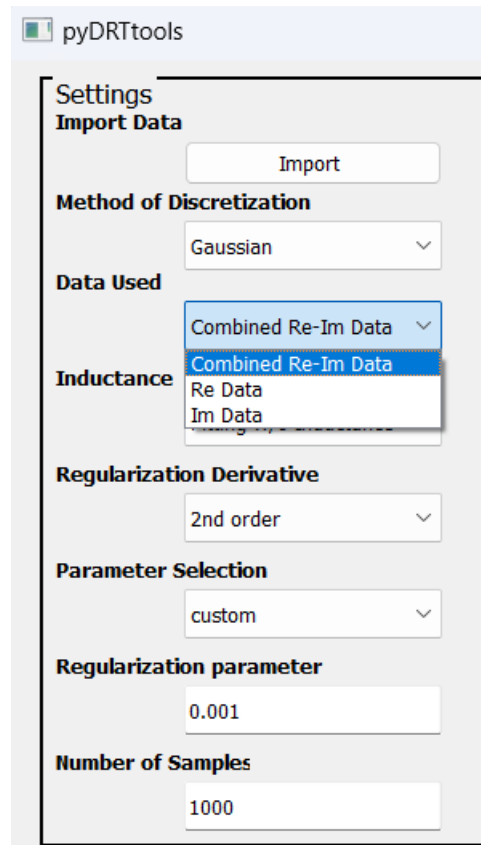 pyDRTtools
Settings
Import Data
Import
Method of Discretization
Gaussian
Data Used
Combined Re-Im Data
Combined Re-Im Data
Re Data
Im Data
Inductance
Regularization Derivative
2nd order
Parameter Selection
custom
Regularization parameter
0.001
Number of Samples
1000